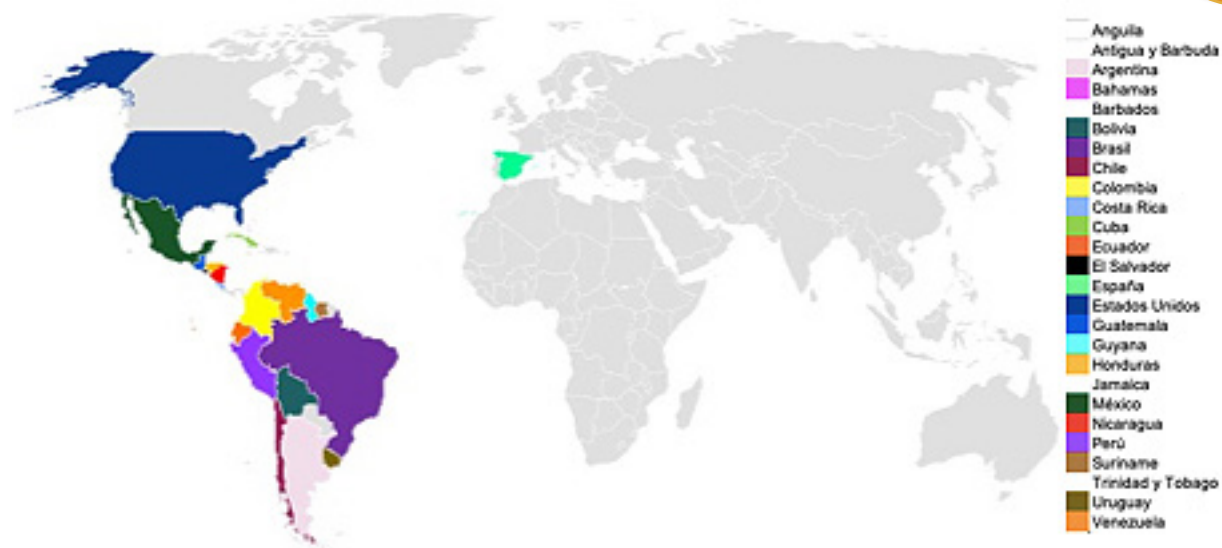 Anguila
Antigua y Barbuda
Argentina
Bahamas
Barbados
Bolivia
Brasil
Chile
Colombia
Costa Rica
Cuba
Ecuador
El Salvador
España
Estados Unidos
Guatemala
Guyana
Honduras
Jamaica
México
Nicaragua
Perú
Suriname
Trinidad y Tobago
Uruguay
Venezuela